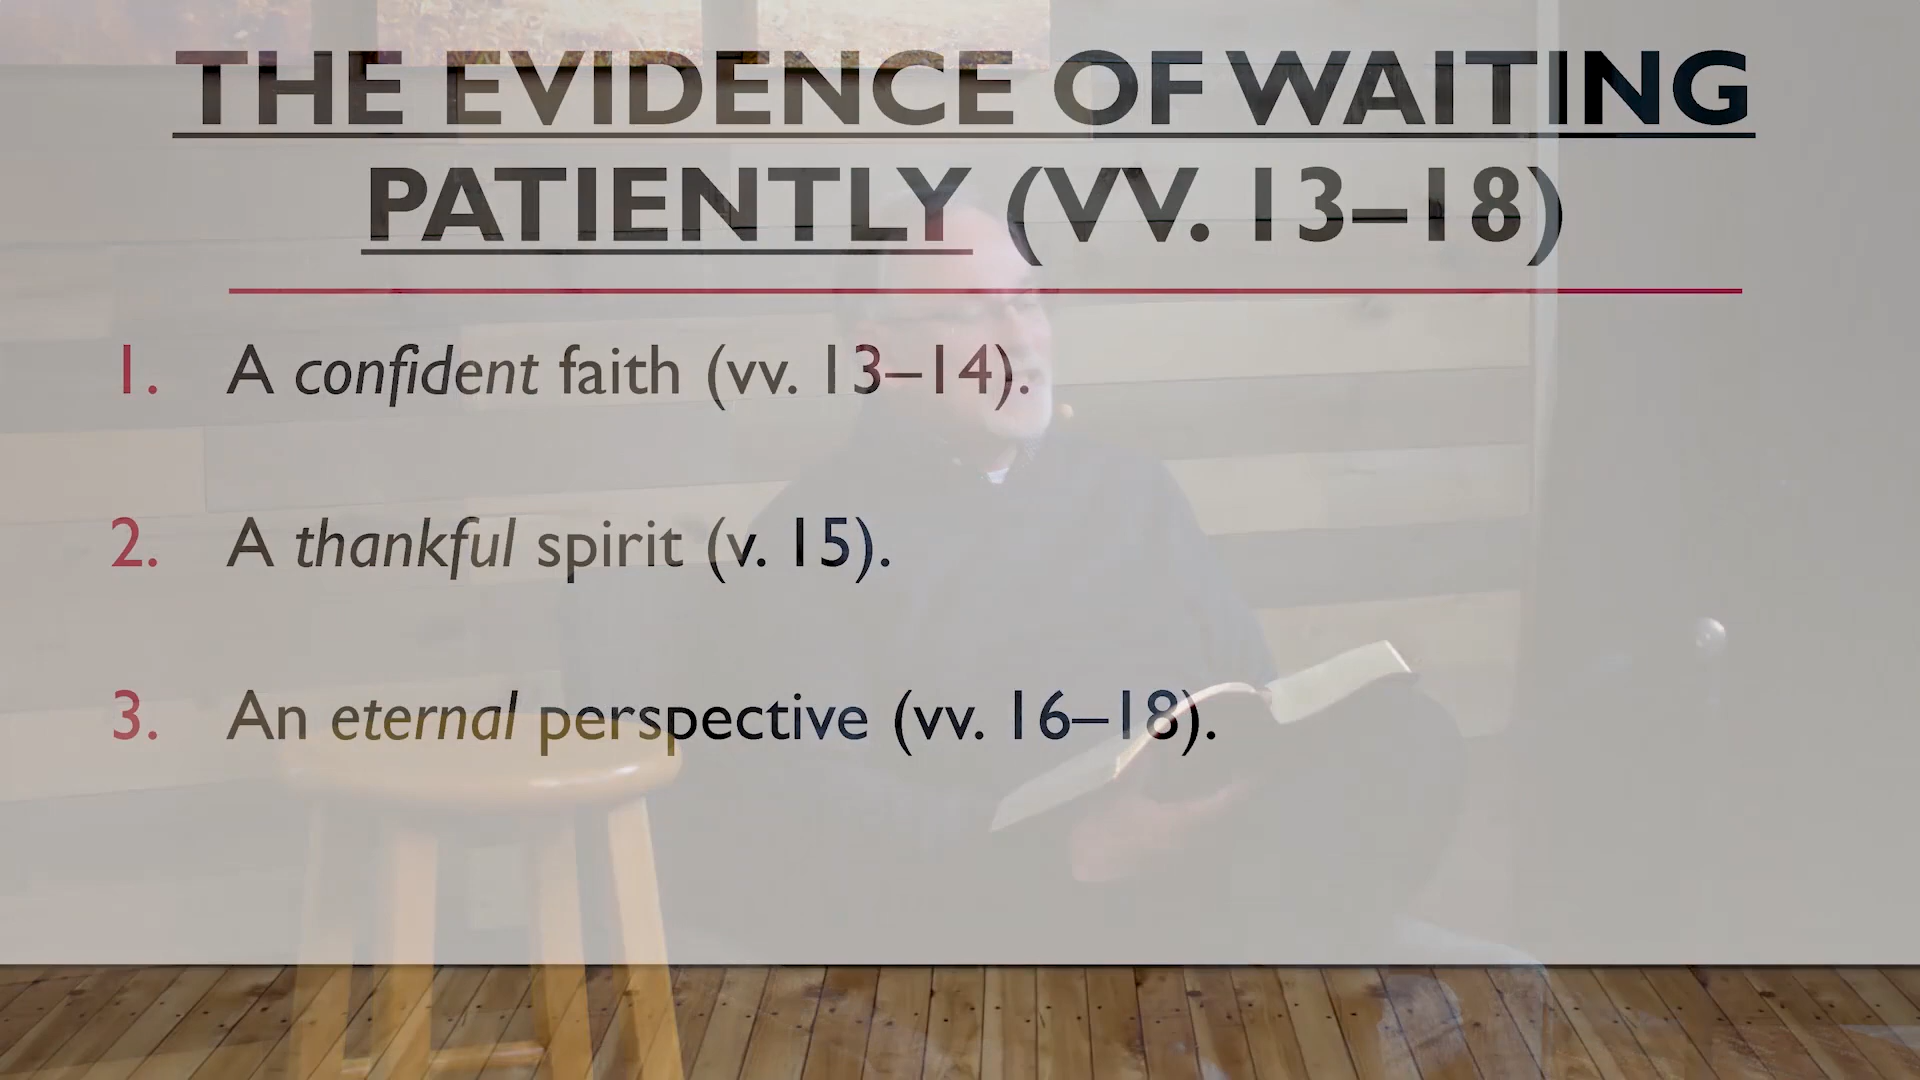 THE EVIDENCE OF WAITING
PATIENTLY (VV. 13–18)
1. A confident faith (vv. 13–14).
2. A thankful spirit (v. 15).
3. An eternal perspective (vv. 16–18).